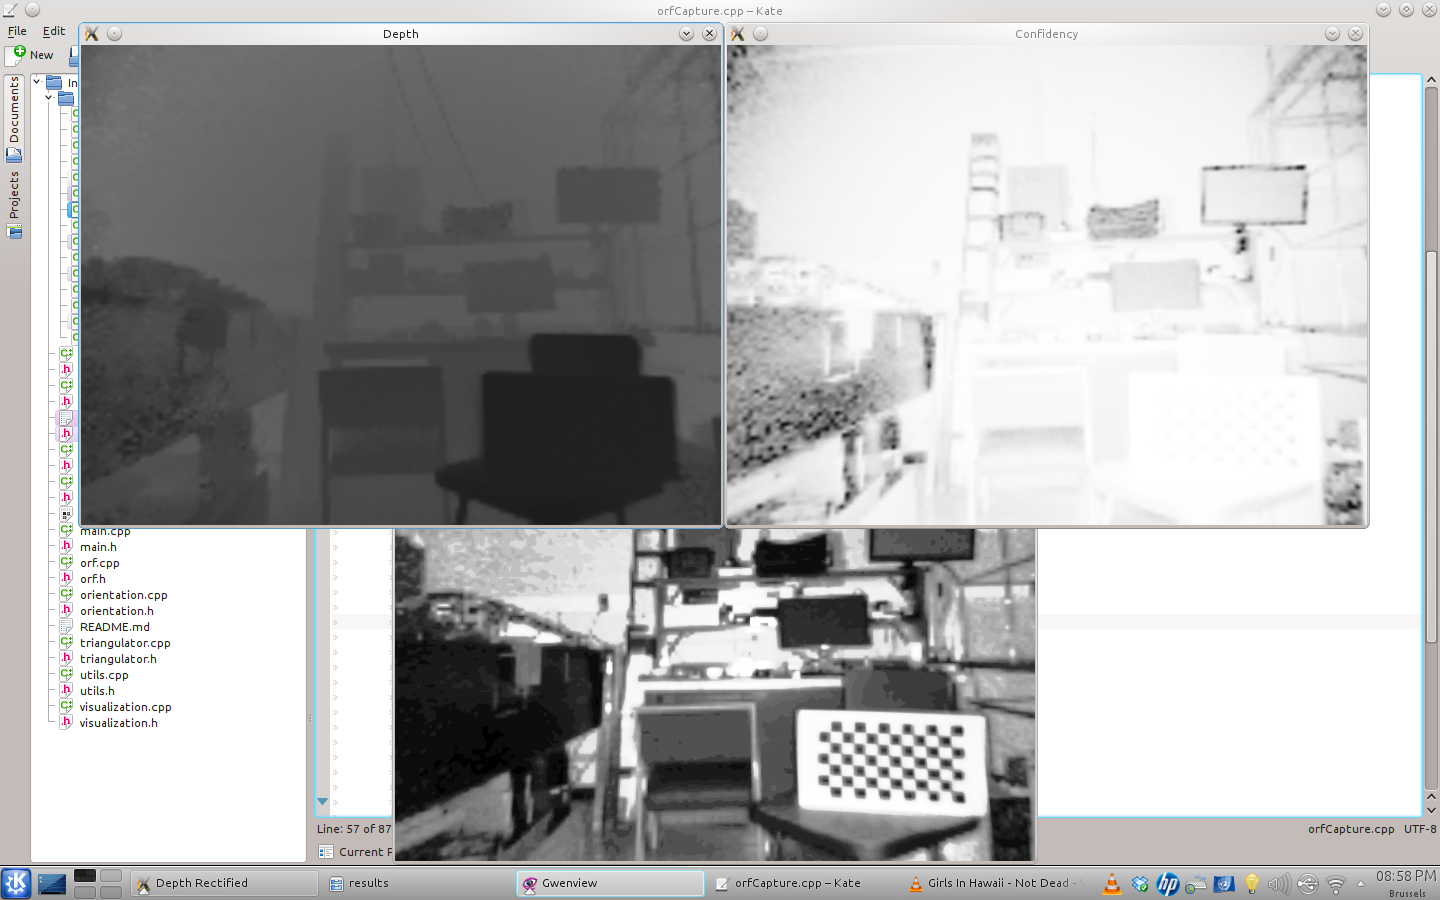 orfCapture.cpp – Kate
File Edit
New
Depth
Confidency
Documents
Projects
In
main.cpp
main.h
orf.cpp
orf.h
orientation.cpp
orientation.h
README.md
triangulator.cpp
triangulator.h
utils.cpp
utils.h
visualization.cpp
visualization.h
Line: 57 of 87
orfCapture.cpp UTF-8
Current P
Depth Rectified
results
Gwenview
orfCapture.cpp – Kate
Girls In Hawaii - Not Dead -
08:58 PM
Brussels